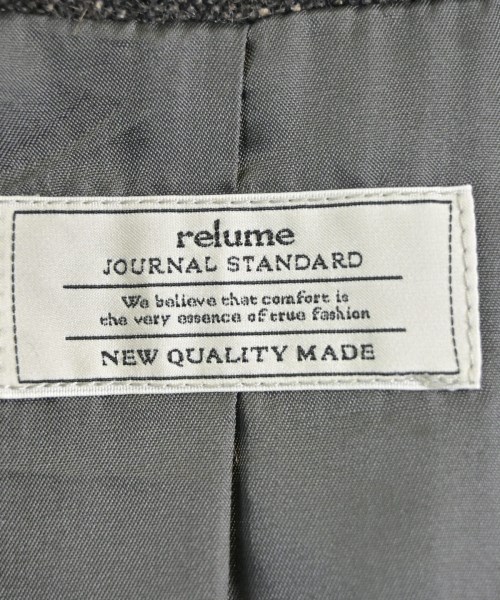 relume
JOURNAL STANDARD
We believe that comfort is
the very essence of true fashion
NEW QUALITY MADE